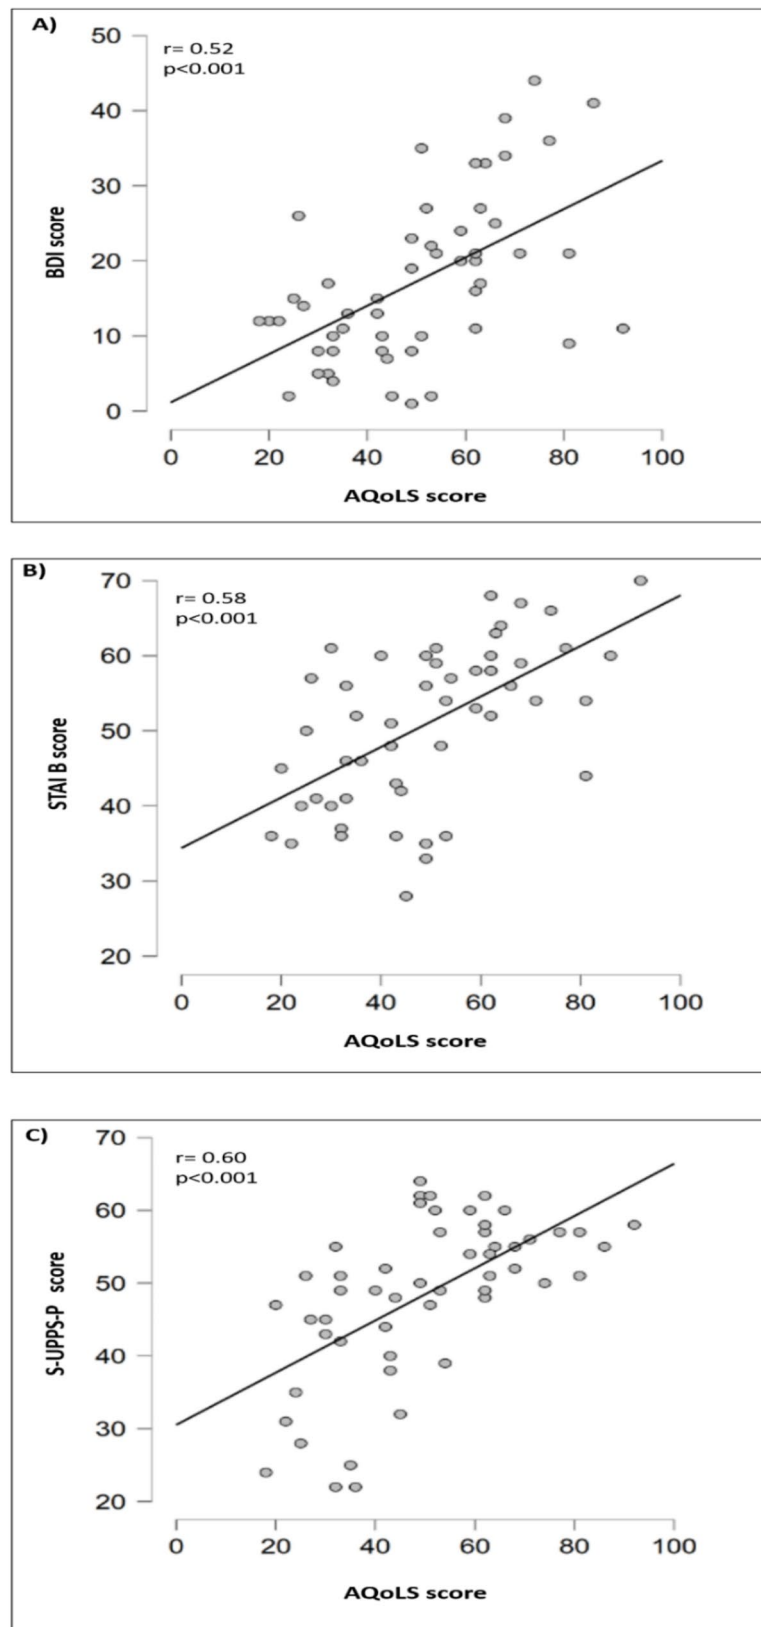 A)
r= 0.52
p<0.001
50
40
30
20
10
0
BDI score
0 20 40 60 80 100
AQoLS score
B)
r= 0.58
p<0.001
70
60
50
40
30
20
STAI B score
0 20 40 60 80 100
AQoLS score
C)
r= 0.60
p<0.001
70
60
50
40
30
20
S-UPPS-P score
0 20 40 60 80 100
AQoLS score